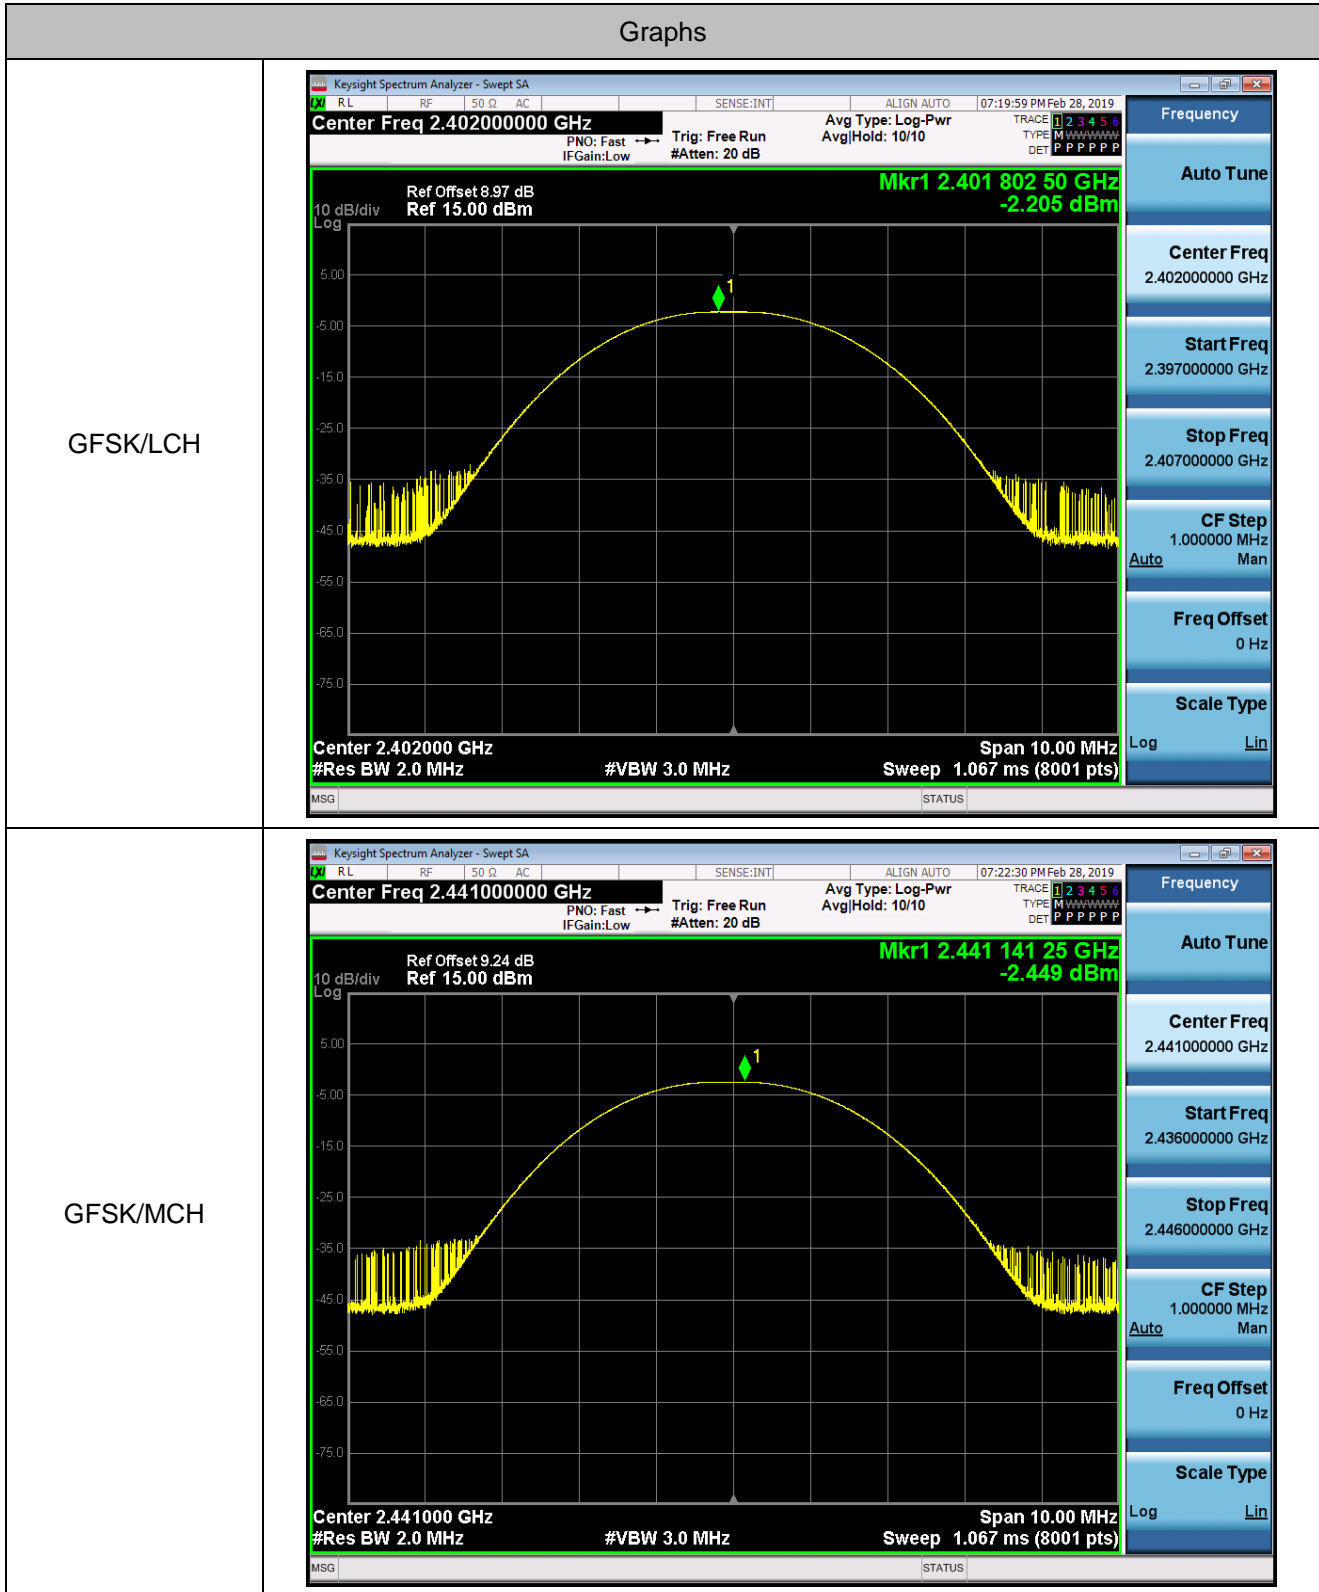 Graphs
GFSK/LCH
Keysight Spectrum Analyzer - Swept SA
LXI RL RF 50 Ω AC SENSE:INT ALIGN AUTO 07:19:59 PM Feb 28, 2019
Center Freq 2.402000000 GHz Avg Type: Log-Pwr TRACE 1 2 3 4 5 6
PNO: Fast Trig: Free Run Avg|Hold: 10/10 TYPE M WWWWW
IFGain:Low #Atten: 20 dB DET P P P P P P
Mkr1 2.401 802 50 GHz
Ref Offset 8.97 dB
10 dB/div Ref 15.00 dBm -2.205 dBm
Log
1
5.00
-5.00
-15.0
-25.0
-35.0
-45.0
-55.0
-65.0
-75.0
Center 2.402000 GHz Span 10.00 MHz
#Res BW 2.0 MHz #VBW 3.0 MHz Sweep 1.067 ms (8001 pts)
MSG STATUS
Frequency
Auto Tune
Center Freq
2.402000000 GHz
Start Freq
2.397000000 GHz
Stop Freq
2.407000000 GHz
CF Step
1.000000 MHz
Auto Man
Freq Offset
0 Hz
Scale Type
Log Lin
GFSK/MCH
Keysight Spectrum Analyzer - Swept SA
LXI RL RF 50 Ω AC SENSE:INT ALIGN AUTO 07:22:30 PM Feb 28, 2019
Center Freq 2.441000000 GHz Avg Type: Log-Pwr TRACE 1 2 3 4 5 6
PNO: Fast Trig: Free Run Avg|Hold: 10/10 TYPE M WWWWW
IFGain:Low #Atten: 20 dB DET P P P P P P
Mkr1 2.441 141 25 GHz
Ref Offset 9.24 dB
10 dB/div Ref 15.00 dBm -2.449 dBm
Log
1
5.00
-5.00
-15.0
-25.0
-35.0
-45.0
-55.0
-65.0
-75.0
Center 2.441000 GHz Span 10.00 MHz
#Res BW 2.0 MHz #VBW 3.0 MHz Sweep 1.067 ms (8001 pts)
MSG STATUS
Frequency
Auto Tune
Center Freq
2.441000000 GHz
Start Freq
2.436000000 GHz
Stop Freq
2.446000000 GHz
CF Step
1.000000 MHz
Auto Man
Freq Offset
0 Hz
Scale Type
Log Lin